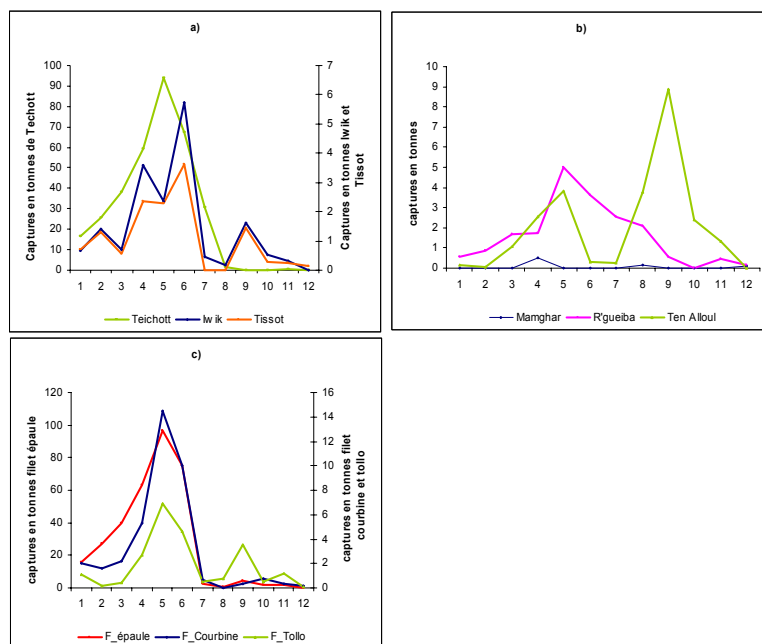 a)
Captures en tonnes de Techott
100
90
80
70
60
50
40
30
20
10
0
7
6
5
4
3
2
1
0
Captures en tonnes Iwik et
Tissot
1 2 3 4 5 6 7 8 9 10 11 12
Teichott Iwik Tissot
b)
captures en tonnes
10
9
8
7
6
5
4
3
2
1
0
1 2 3 4 5 6 7 8 9 10 11 12
Mamghar R'gueiba Ten Alloul
c)
captures en tonnes filet épaule
120
100
80
60
40
20
0
16
14
12
10
8
6
4
2
0
captures en tonnes filet
courbine et tollo
1 2 3 4 5 6 7 8 9 10 11 12
F_épaule F_Courbine F_Tollo